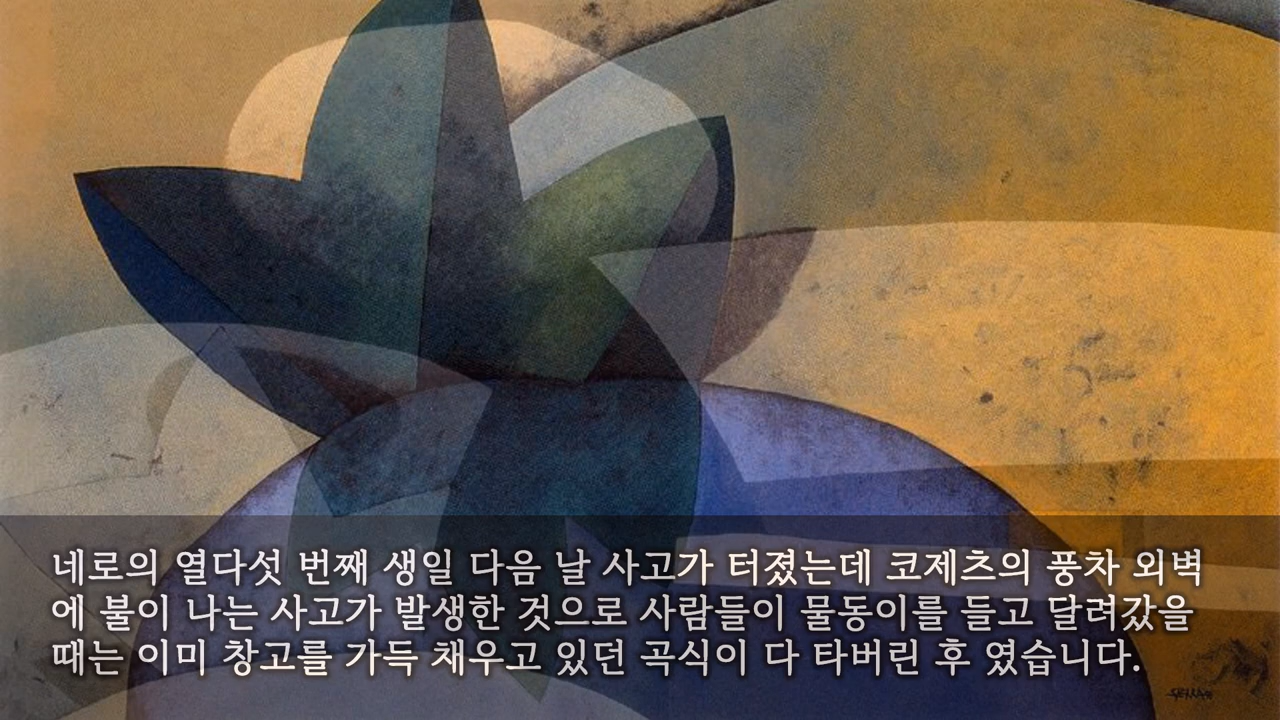 네로의 열다섯 번째 생일 다음 날 사고가 터졌는데 코제츠의 풍차 외벽
에 불이 나는 사고가 발생한 것으로 사람들이 물동이를 들고 달려갔을
때는 이미 창고를 가득 채우고 있던 곡식이 다 타버린 후 였습니다.